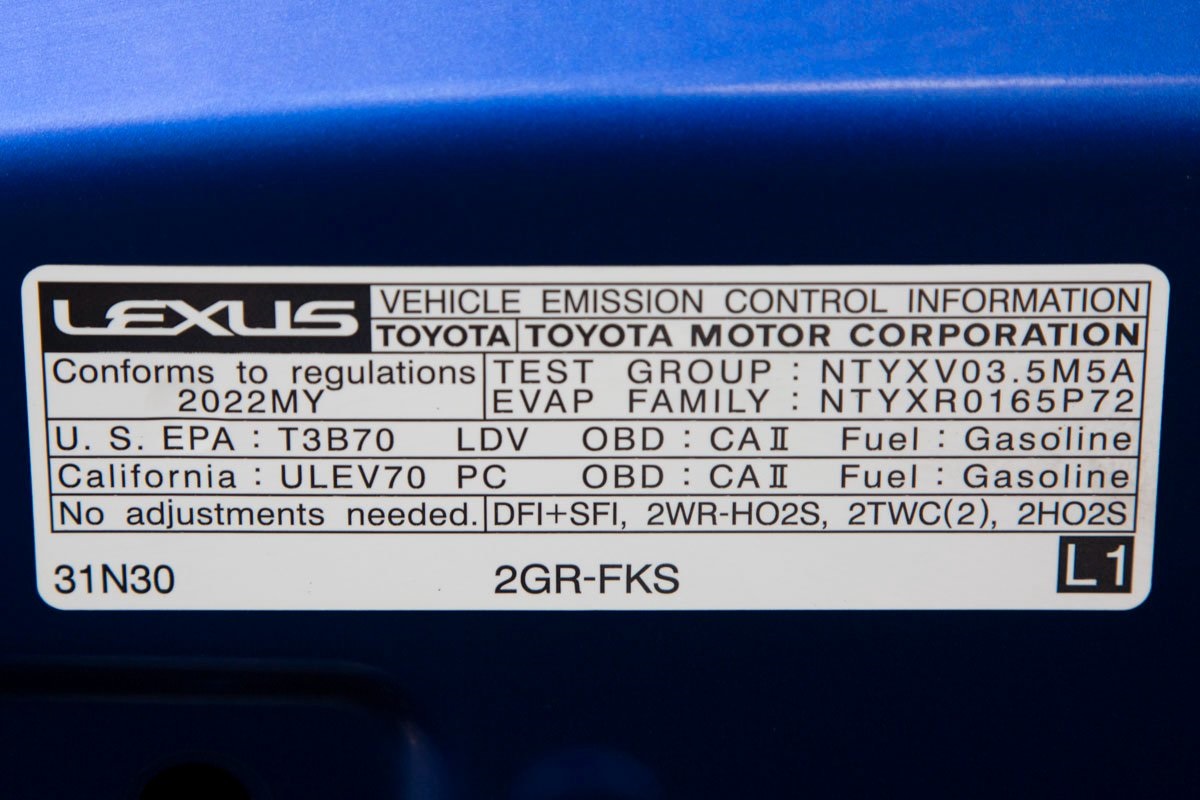 LEXUS
VEHICLE EMISSION CONTROL INFORMATION
TOYOTA TOYOTA MOTOR CORPORATION
Conforms to regulations
2022MY
TEST GROUP : NTYXV03.5M5A
EVAP FAMILY : NTYXR0165P72
U. S. EPA : T3B70 LDV OBD : CAⅡ Fuel : Gasoline
California : ULEV70 PC OBD : CAⅡ Fuel : Gasoline
No adjustments needed. DFI+SFI, 2WR-HO2S, 2TWC(2), 2HO2S
31N30 2GR-FKS L1